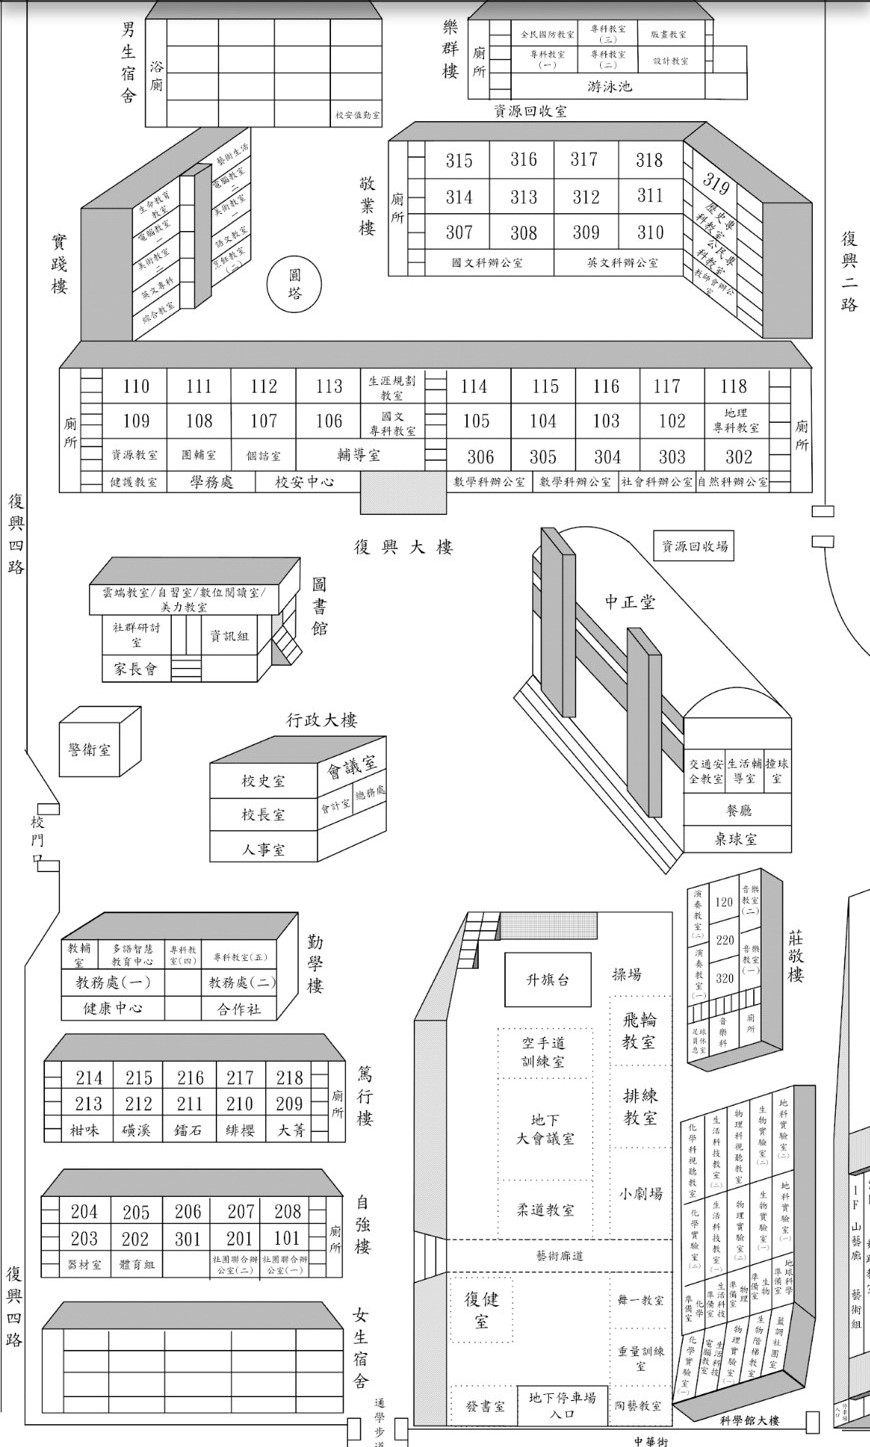 男生宿舍
浴廁
校安值勤室
樂群樓
廁所
全民國防教室
專科教室(三)
版畫教室
專科教室(一)
專科教室(二)
設計教室
游泳池
資源回收室
實踐樓
藝術生活
電腦教室二
美術教室一
語文教室
烹飪教室(二)
生命教育教室
電腦教室一
美術教室二
英文專科
綜合教室
圓塔
敬業樓
廁所
315 316 317 318
314 313 312 311
307 308 309 310
國文科辦公室 英文科辦公室
319
歷史專科教室
公民專科教室
教師會辦公室
復興二路
廁所
110 111 112 113 生涯規劃教室 114 115 116 117 118
109 108 107 106 國文專科教室 105 104 103 102 地理專科教室
資源教室 團輔室 個諮室 輔導室 306 305 304 303 302
健護教室 學務處 校安中心 數學科辦公室 數學科辦公室 社會科辦公室 自然科辦公室
廁所
復興大樓
復興四路
資源回收場
中正堂
雲端教室/自習室/數位閱讀室/
美力教室
社群研討室
資訊組
家長會
圖書館
警衛室
行政大樓
校史室
會議室
校長室
會計室
總務處
人事室
校門口
交通安全教室
生活輔導室
撞球室
餐廳
桌球室
勤學樓
教輔室
多語智慧教育中心
專科教室(四)
專科教室(五)
教務處(一) 教務處(二)
健康中心 合作社
演奏教室(二)
120
音樂教室(二)
220
演奏教室(一)
音樂教室(一)
320
球員休息室
音樂科
廁所
莊敬樓
篤行樓
214 215 216 217 218
213 212 211 210 209
柑味 磺溪 鐳石 緋櫻 大菁
廁所
自強樓
204 205 206 207 208
203 202 301 201 101
器材室 體育組 社團聯合辦公室(二) 社團聯合辦公室(一)
廁所
女生宿舍
復興四路
升旗台
操場
飛輪教室
空手道訓練室
排練教室
地下大會議室
小劇場
柔道教室
藝術廊道
復健室
舞一教室
重量訓練室
發書室
地下停車場入口
陶藝教室
化學科視聽教室
生活科技教室(二)
物理科視聽教室
生物實驗室(二)
地科實驗室(二)
化學實驗室(二)
生活科技教室(一)
物理實驗室(二)
生物實驗室(一)
地科實驗室(一)
化學準備室
生活科技準備室
物理準備室
生物準備室
地球科學準備室
化學實驗室(一)
生活科技電腦教室
物理實驗室(一)
生物階梯教室
藍調社團室
科學館大樓
中華街
通學步道
1F 山藝廊 藝術組